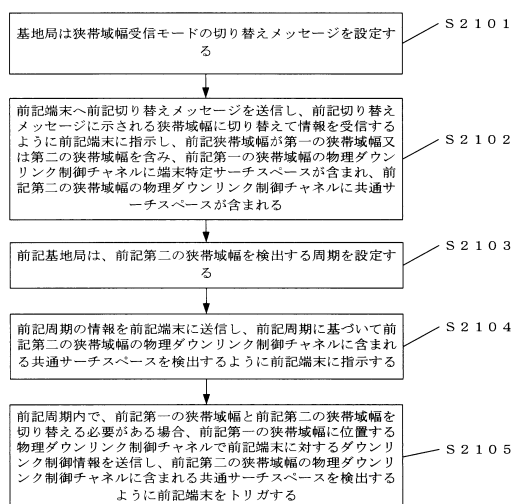 基地局は狭帯域幅受信モードの切り替えメッセージを設定す
る
S2101
前記端末へ前記切り替えメッセージを送信し、前記切り替え
メッセージに示される狭帯域幅に切り替えて情報を受信する
ように前記端末に指示し、前記狭帯域幅が第一の狭帯域幅又
は第二の狭帯域幅を含み、前記第一の狭帯域幅の物理ダウン
リンク制御チャネルに端末特定サーチスペースが含まれ、前
記第二の狭帯域幅の物理ダウンリンク制御チャネルに共通サ
ーチスペースが含まれる
S2102
前記基地局は、前記第二の狭帯域幅を検出する周期を設定す
る
S2103
前記周期の情報を前記端末に送信し、前記周期に基づいて前
記第二の狭帯域幅の物理ダウンリンク制御チャネルに含まれ
る共通サーチスペースを検出するように前記端末に指示する
S2104
前記周期内で、前記第一の狭帯域幅と前記第二の狭帯域幅を
切り替える必要がある場合、前記第一の狭帯域幅に位置する
物理ダウンリンク制御チャネルで前記端末に対するダウンリ
ンク制御情報を送信し、前記第二の狭帯域幅の物理ダウンリ
ンク制御チャネルに含まれる共通サーチスペースを検出する
ように前記端末をトリガする
S2105